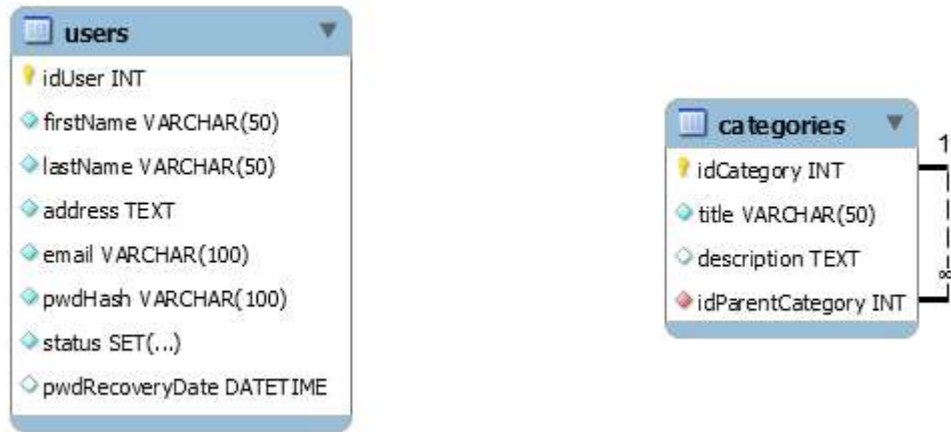 users
idUser INT
firstName VARCHAR(50)
lastName VARCHAR(50)
address TEXT
email VARCHAR(100)
pwdHash VARCHAR(100)
status SET(...)
pwdRecoveryDate DATETIME
categories
idCategory INT
1
title VARCHAR(50)
description TEXT
∞
idParentCategory INT